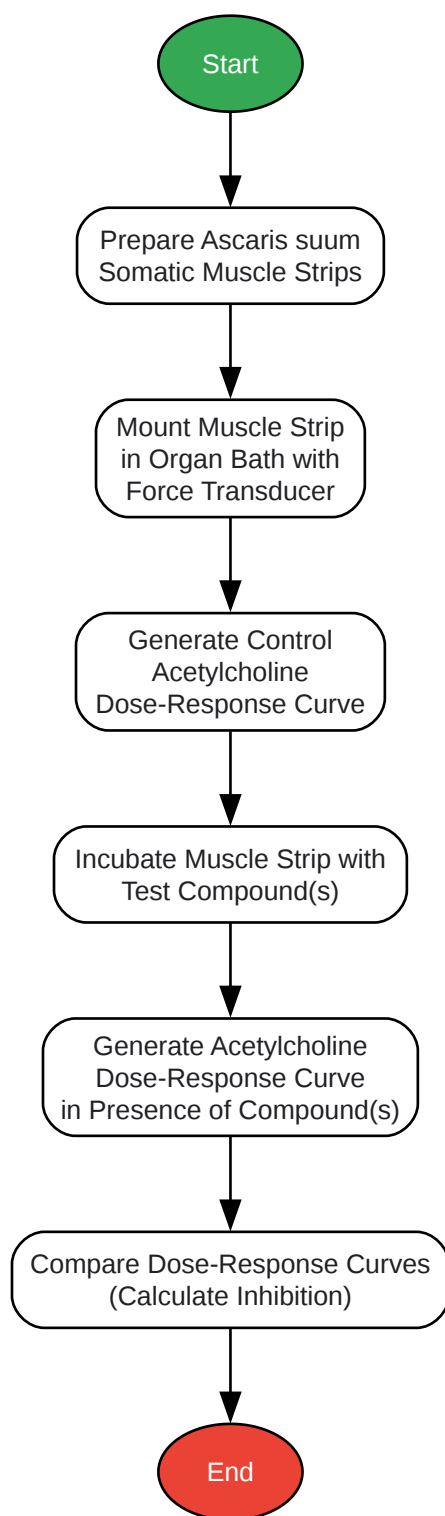 Start
Prepare Ascaris suum
Somatic Muscle Strips
Mount Muscle Strip
in Organ Bath with
Force Transducer
Generate Control
Acetylcholine
Dose-Response Curve
Incubate Muscle Strip with
Test Compound(s)
Generate Acetylcholine
Dose-Response Curve
in Presence of Compound(s)
Compare Dose-Response Curves
(Calculate Inhibition)
End